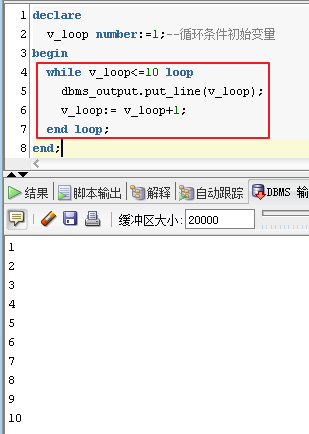 1 declare
2 v_loop number:=1;--循环条件初始变量
3 begin
4 while v_loop<=10 loop
5 dbms_output.put_line(v_loop);
6 v_loop:= v_loop+1;
7 end loop;
8 end;
结果 脚本输出 解释 自动跟踪 DBMS 输
缓冲区大小: 20000
1
2
3
4
5
6
7
8
9
10